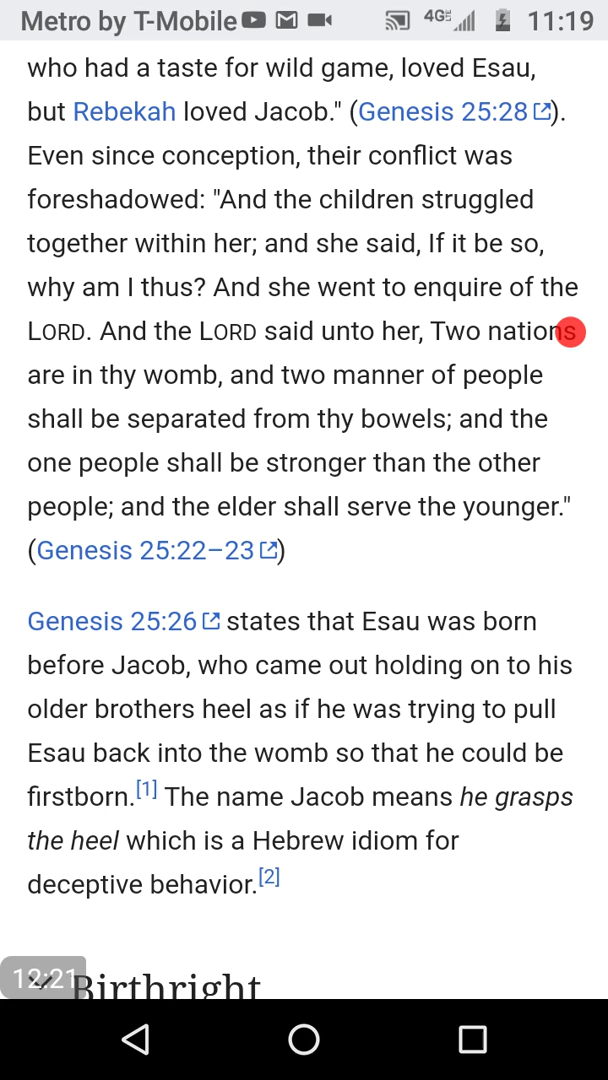 Metro by T-Mobile 4GE 11:19
who had a taste for wild game, loved Esau,
but Rebekah loved Jacob." (Genesis 25:28).
Even since conception, their conflict was
foreshadowed: "And the children struggled
together within her; and she said, If it be so,
why am I thus? And she went to enquire of the
LORD. And the LORD said unto her, Two nations
are in thy womb, and two manner of people
shall be separated from thy bowels; and the
one people shall be stronger than the other
people; and the elder shall serve the younger."
(Genesis 25:22–23)
Genesis 25:26 states that Esau was born
before Jacob, who came out holding on to his
older brothers heel as if he was trying to pull
Esau back into the womb so that he could be
firstborn.[1] The name Jacob means he grasps
the heel which is a Hebrew idiom for
deceptive behavior.[2]
12:21 Birthright